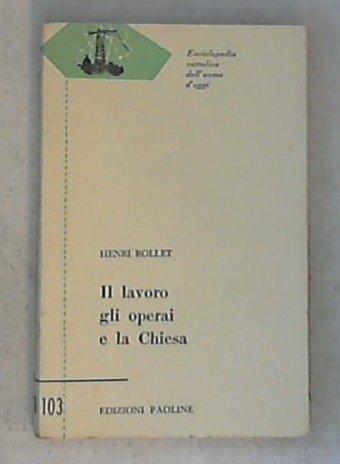 Enciclopedia
cattolica
dell'uomo
d'oggi
HENRI ROLLET
Il lavoro
gli operai
e la Chiesa
103
EDIZIONI PAOLINE